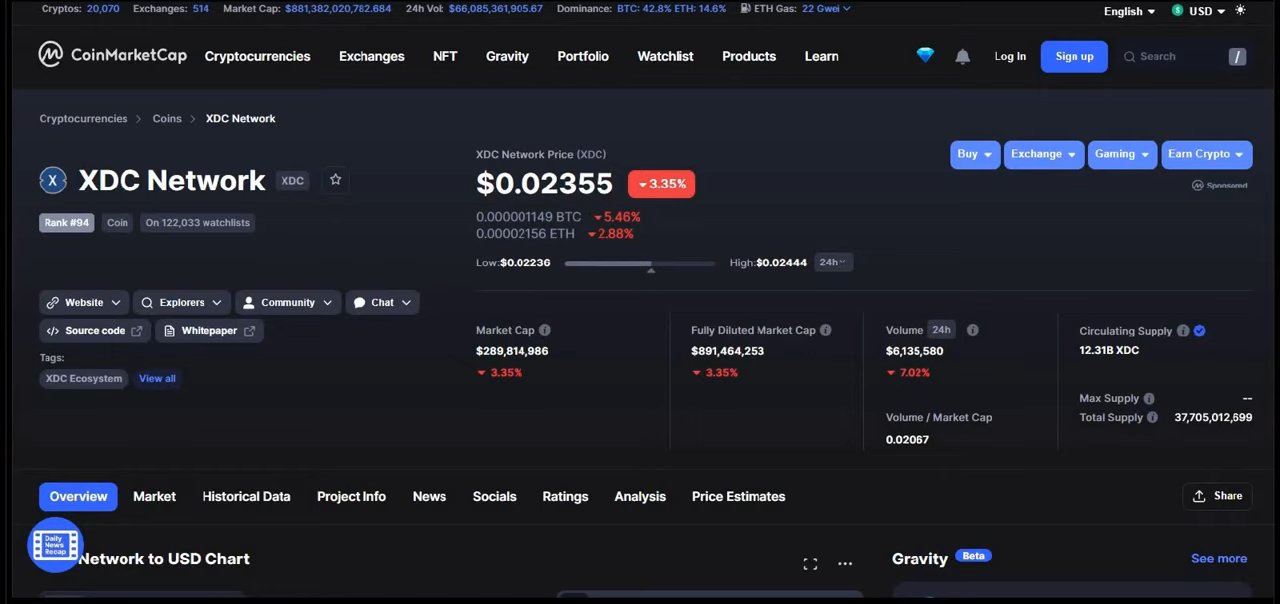 Cryptos: 20,070 Exchanges: 514 Market Cap: $881,382,020,782.684 24h Vol: $66,085,361,905.67 Dominance: BTC: 42.8% ETH: 14.6% ETH Gas: 22 Gwei
English USD
CoinMarketCap Cryptocurrencies Exchanges NFT Gravity Portfolio Watchlist Products Learn Log In Sign up Search /
Cryptocurrencies > Coins > XDC Network
XDC Network Price (XDC)
Buy Exchange Gaming Earn Crypto
X XDC Network XDC
$0.02355 3.35%
Sponsored
Rank #94 Coin On 122,033 watchlists
0.000001149 BTC 5.46%
0.00002156 ETH 2.88%
Low:$0.02236 High:$0.02444 24h
Website Explorers Community Chat
Source code Whitepaper
Tags:
XDC Ecosystem View all
Market Cap
$289,814,986
3.35%
Fully Diluted Market Cap
$891,464,253
3.35%
Volume 24h
$6,135,580
7.02%
Volume / Market Cap
0.02067
Circulating Supply
12.31B XDC
Max Supply --
Total Supply 37,705,012,699
Overview Market Historical Data Project Info News Socials Ratings Analysis Price Estimates Share
Daily
News
Recap
Network to USD Chart
Gravity Beta See more